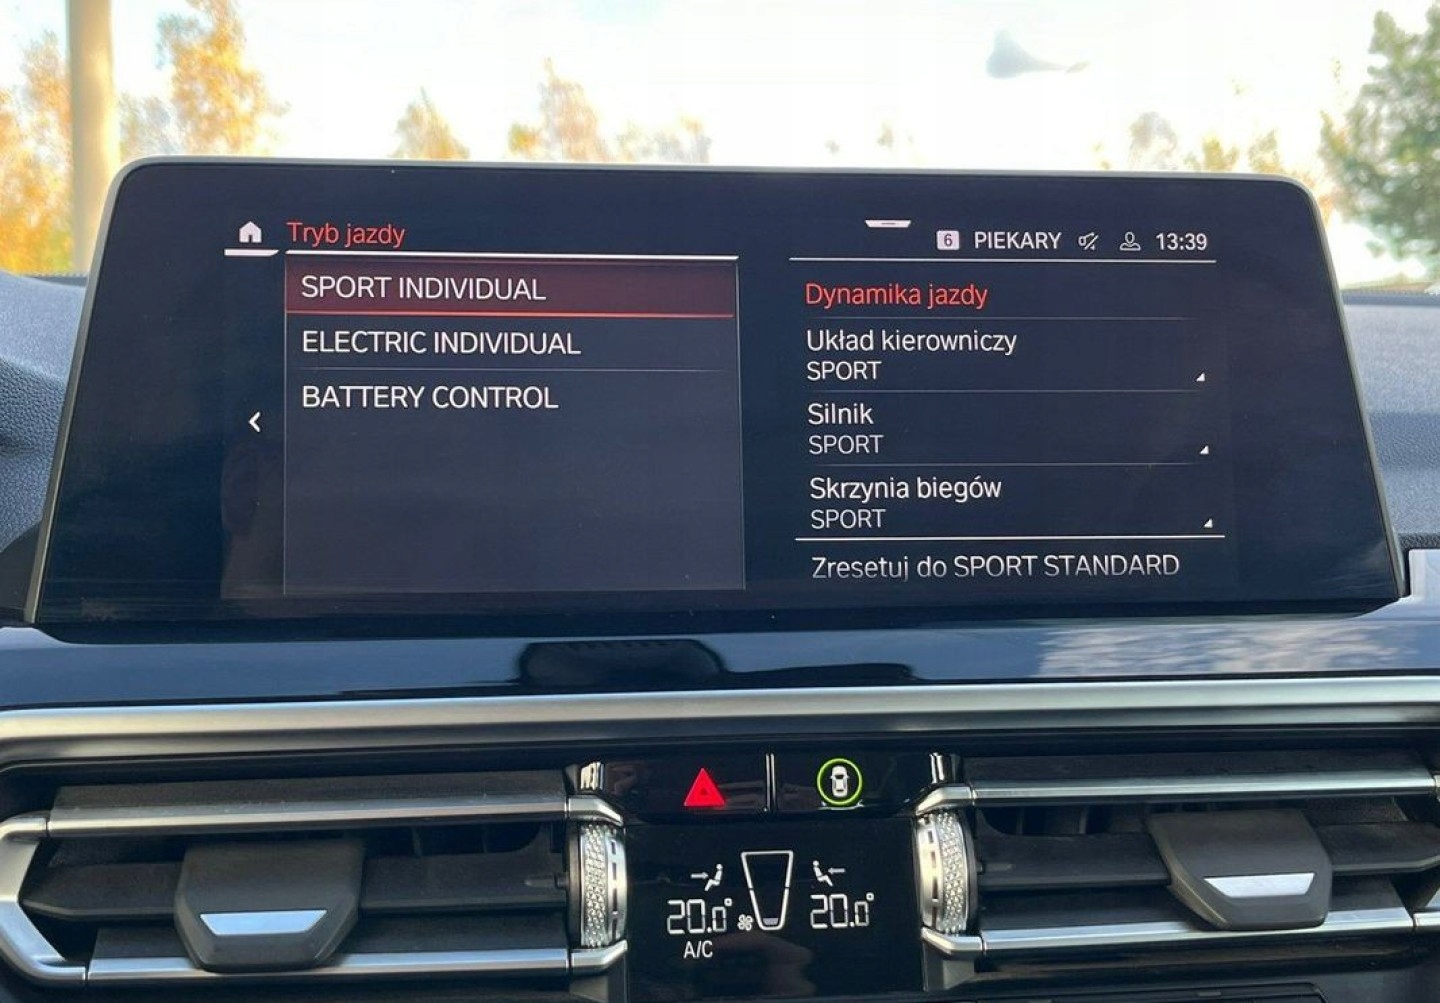 Tryb jazdy
6 PIEKARY 13:39
SPORT INDIVIDUAL
ELECTRIC INDIVIDUAL
BATTERY CONTROL
Dynamika jazdy
Układ kierowniczy
SPORT
Silnik
SPORT
Skrzynia biegów
SPORT
Zresetuj do SPORT STANDARD
20.0° 20.0°
A/C